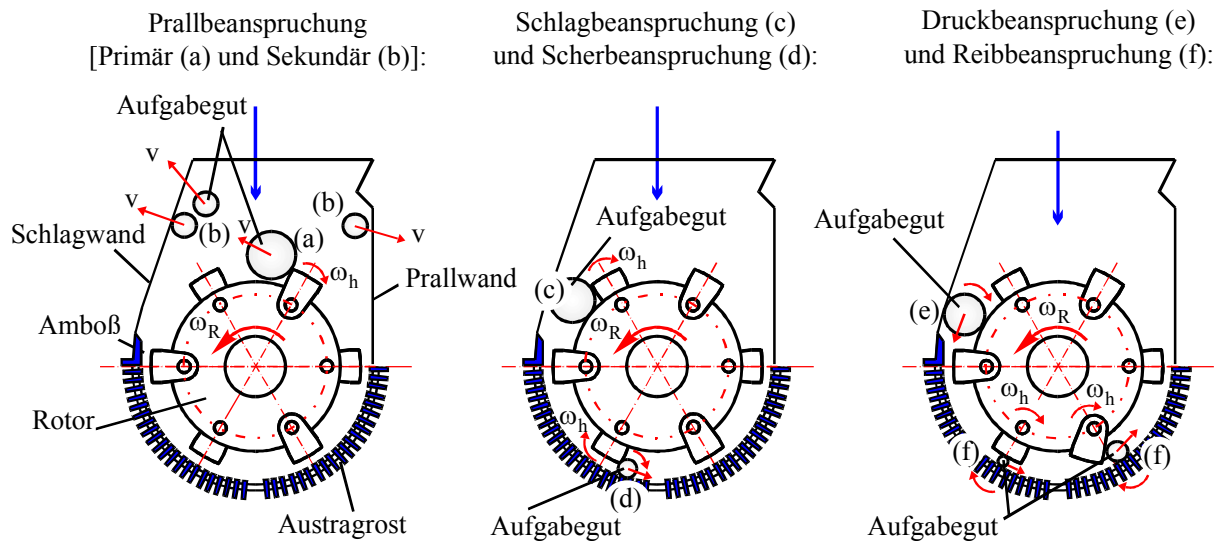 Prallbeanspruchung
[Primär (a) und Sekundär (b)]:
Aufgabegut
v
v
(b)
v
(a)
(b)
v
Schlagwand
ωh
Prallwand
Amboß
ωR
Rotor
Austragrost
Schlagbeanspruchung (c)
und Scherbeanspruchung (d):
Aufgabegut
ωh
(c)
ωR
ωh
(d)
Aufgabegut
Druckbeanspruchung (e)
und Reibbeanspruchung (f):
Aufgabegut
(e)
ωR
ωh
ωh
(f)
(f)
Aufgabegut